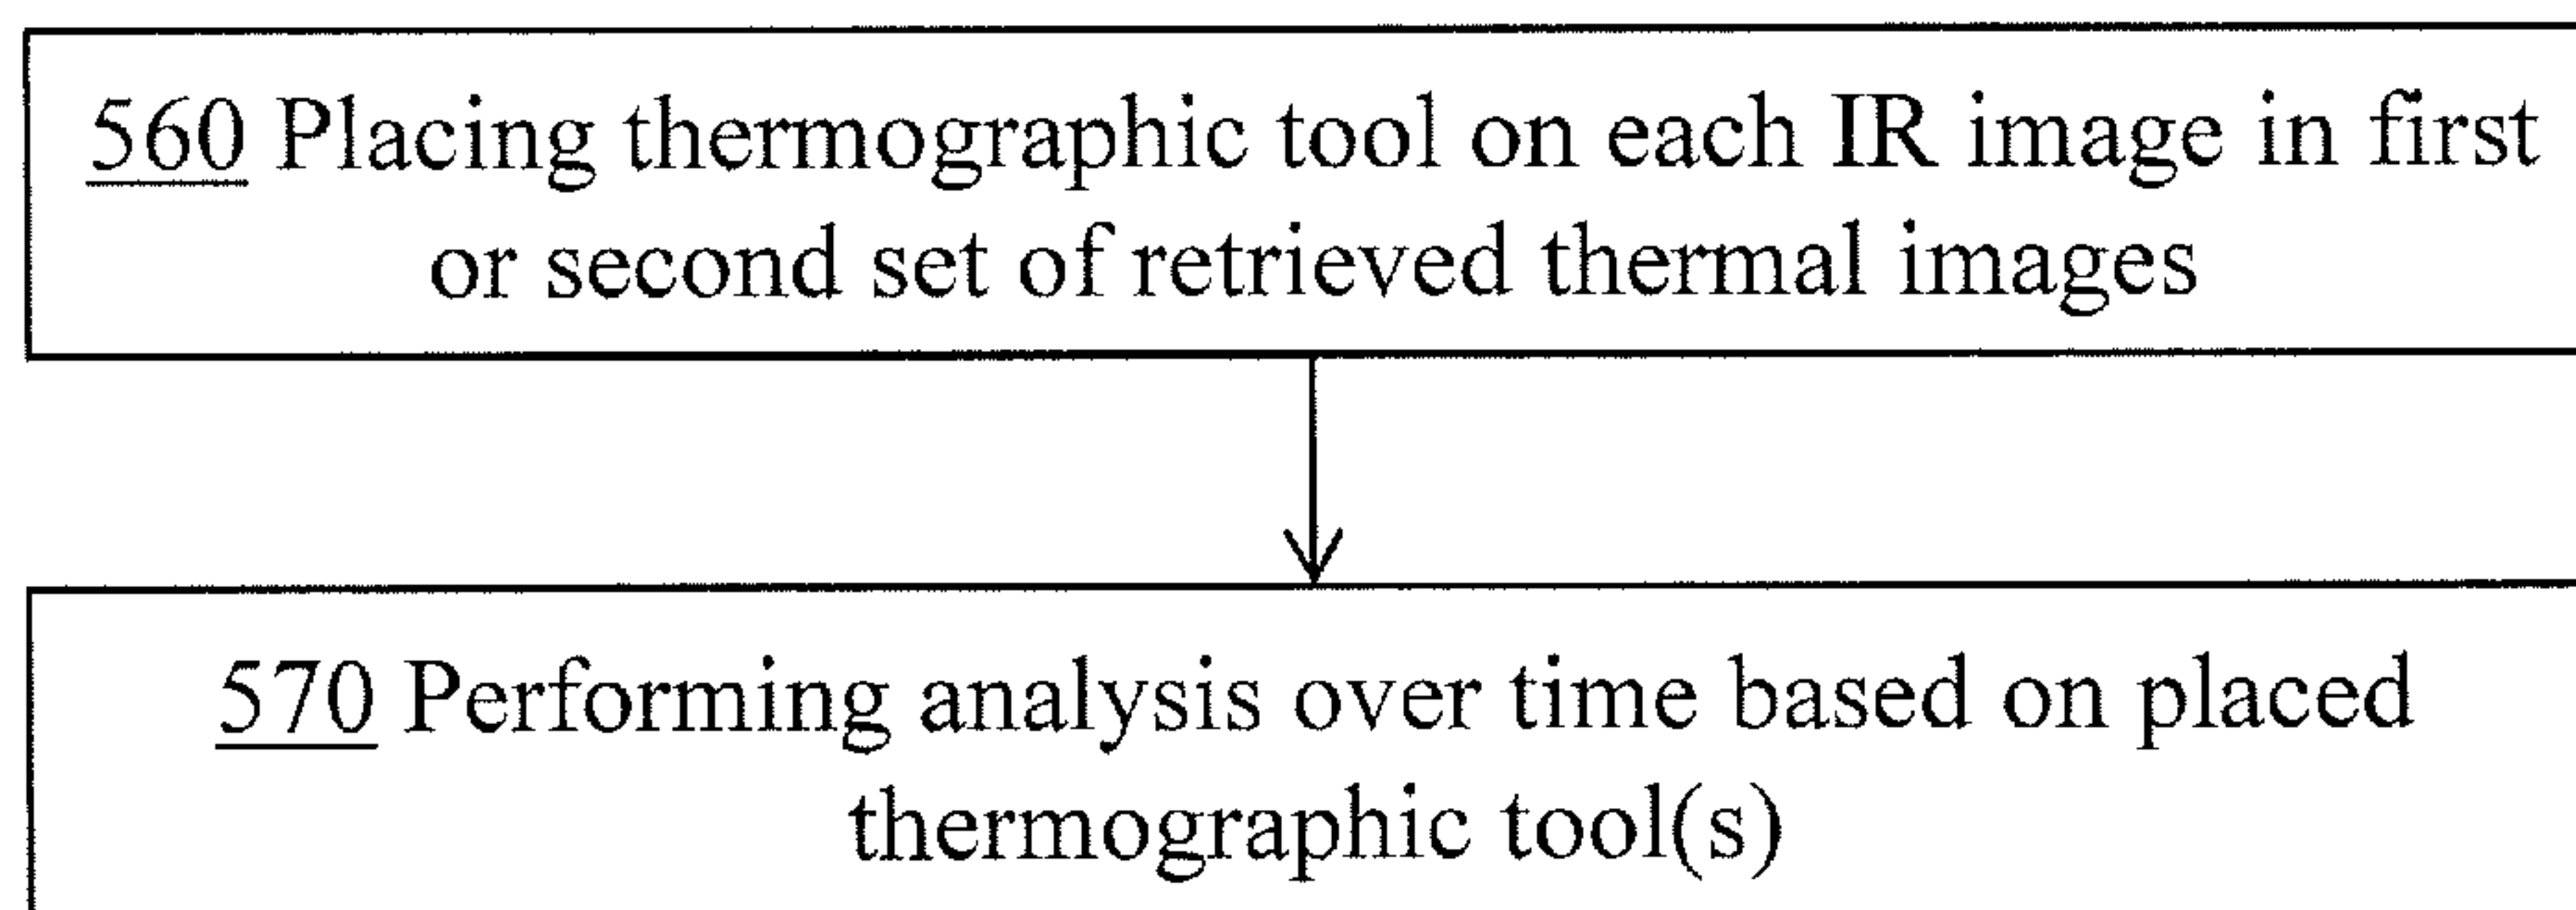 560 Placing thermographic tool on each IR image in first
or second set of retrieved thermal images
570 Performing analysis over time based on placed
thermographic tool(s)